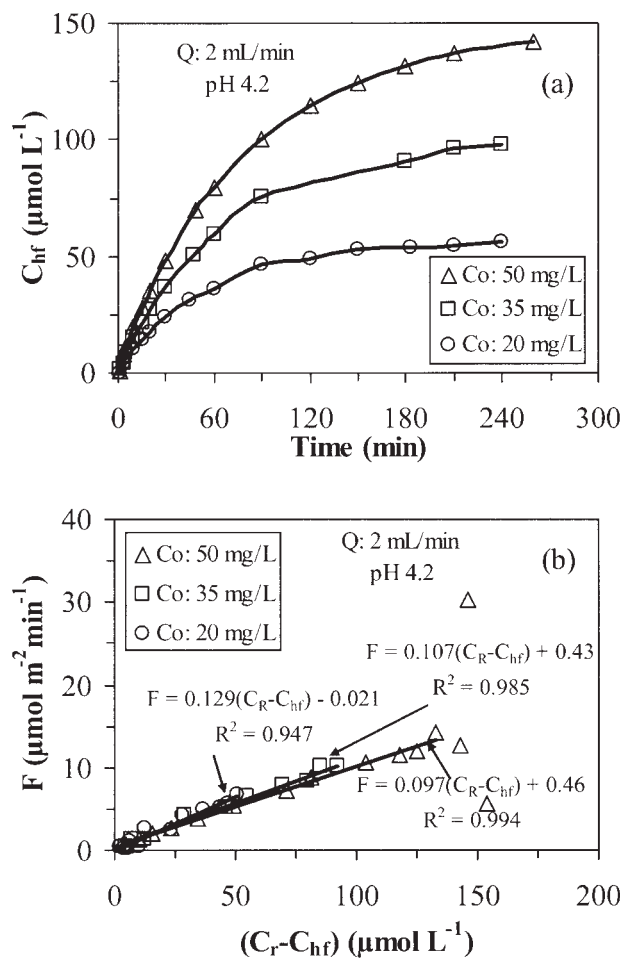 150
100
50
0
C_hf (µmol L⁻¹)
Q: 2 mL/min
pH 4.2
(a)
Co: 50 mg/L
Co: 35 mg/L
Co: 20 mg/L
0 60 120 180 240 300
Time (min)
40
30
20
10
0
F (µmol m⁻² min⁻¹)
Co: 50 mg/L
Co: 35 mg/L
Co: 20 mg/L
Q: 2 mL/min
pH 4.2
(b)
F = 0.107(C_R-C_hf) + 0.43
R² = 0.985
F = 0.129(C_R-C_hf) - 0.021
R² = 0.947
F = 0.097(C_R-C_hf) + 0.46
R² = 0.994
0 50 100 150 200
(C_r-C_hf) (µmol L⁻¹)